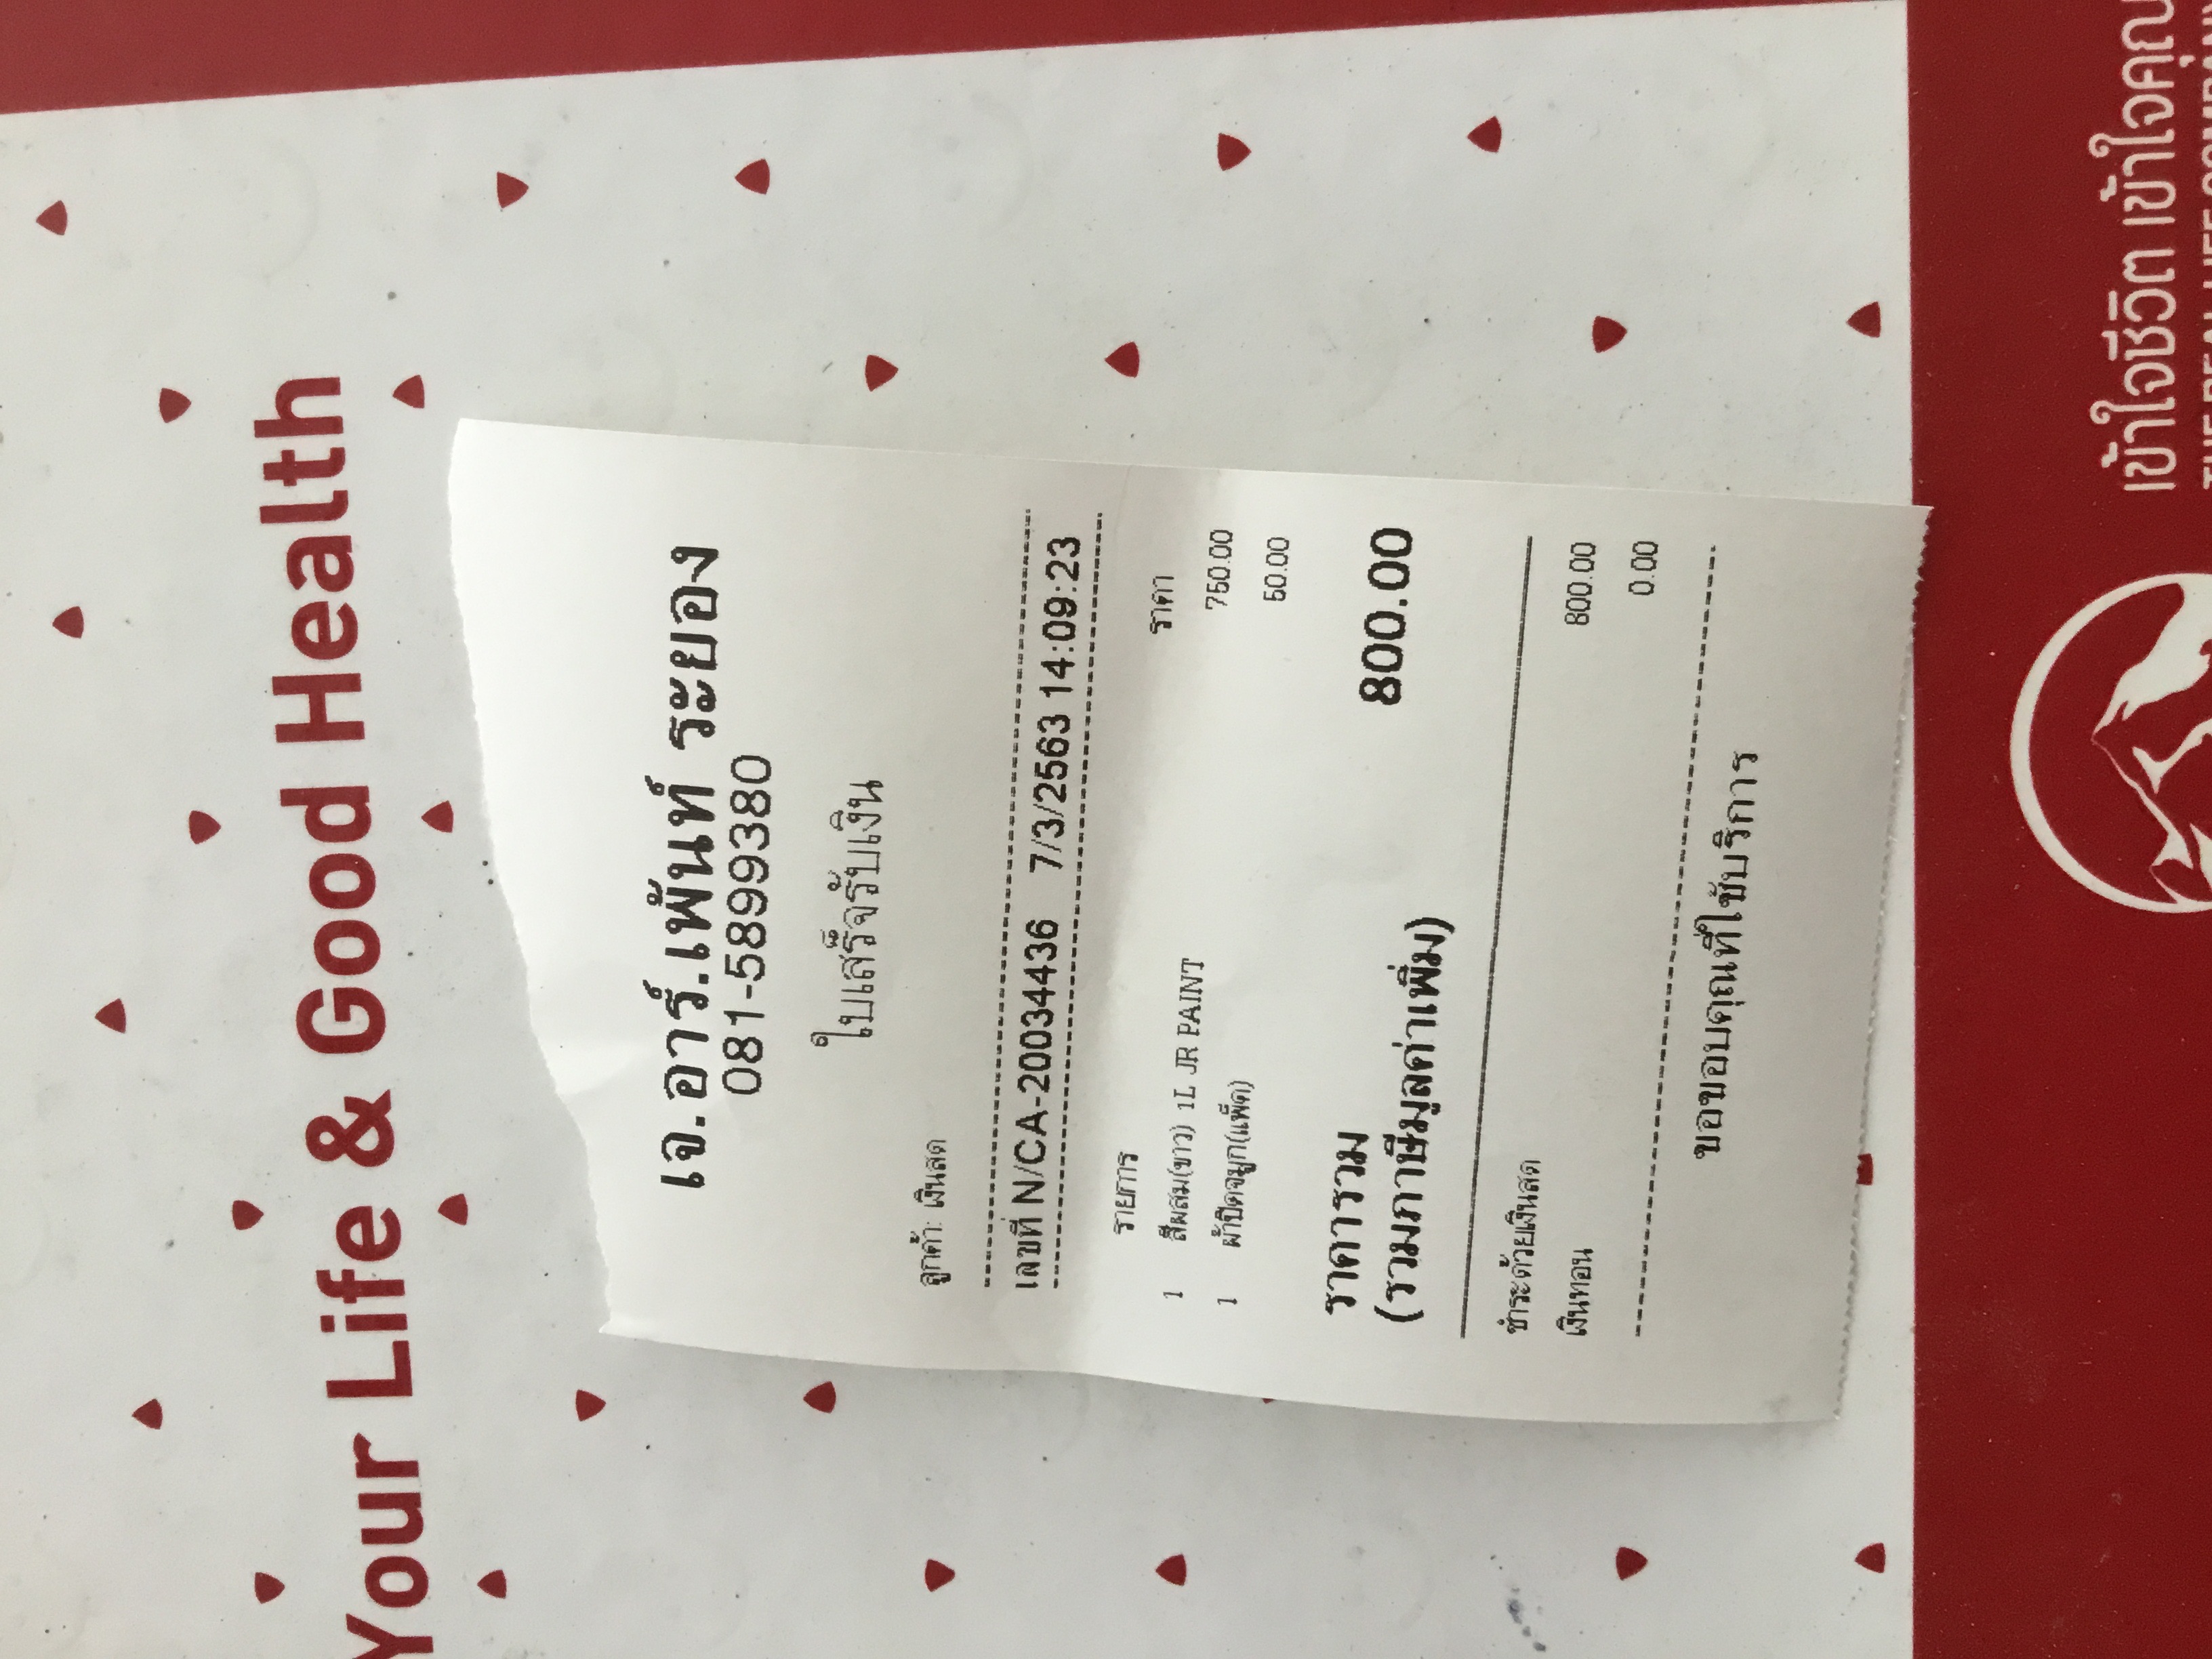 Your Life & Good Health
เจ.อาร์.เพ้นท์ ระยอง
081-5899380
ใบเสร็จรับเงิน
ลูกค้า: เงินสด
เลขที่ N/CA-20034436 7/3/2563 14:09:23
รายการ ราคา
1 สีผสม(ขาว) 1L JR PAINT 750.00
1 ผ้าปิดจมูก(แพ็ค) 50.00
ราคารวม 800.00
(รวมภาษีมูลค่าเพิ่ม)
ชำระด้วยเงินสด 800.00
เงินทอน 0.00
ขอขอบคุณที่ใช้บริการ
เข้าใจชีวิต เข้าใจคุณ